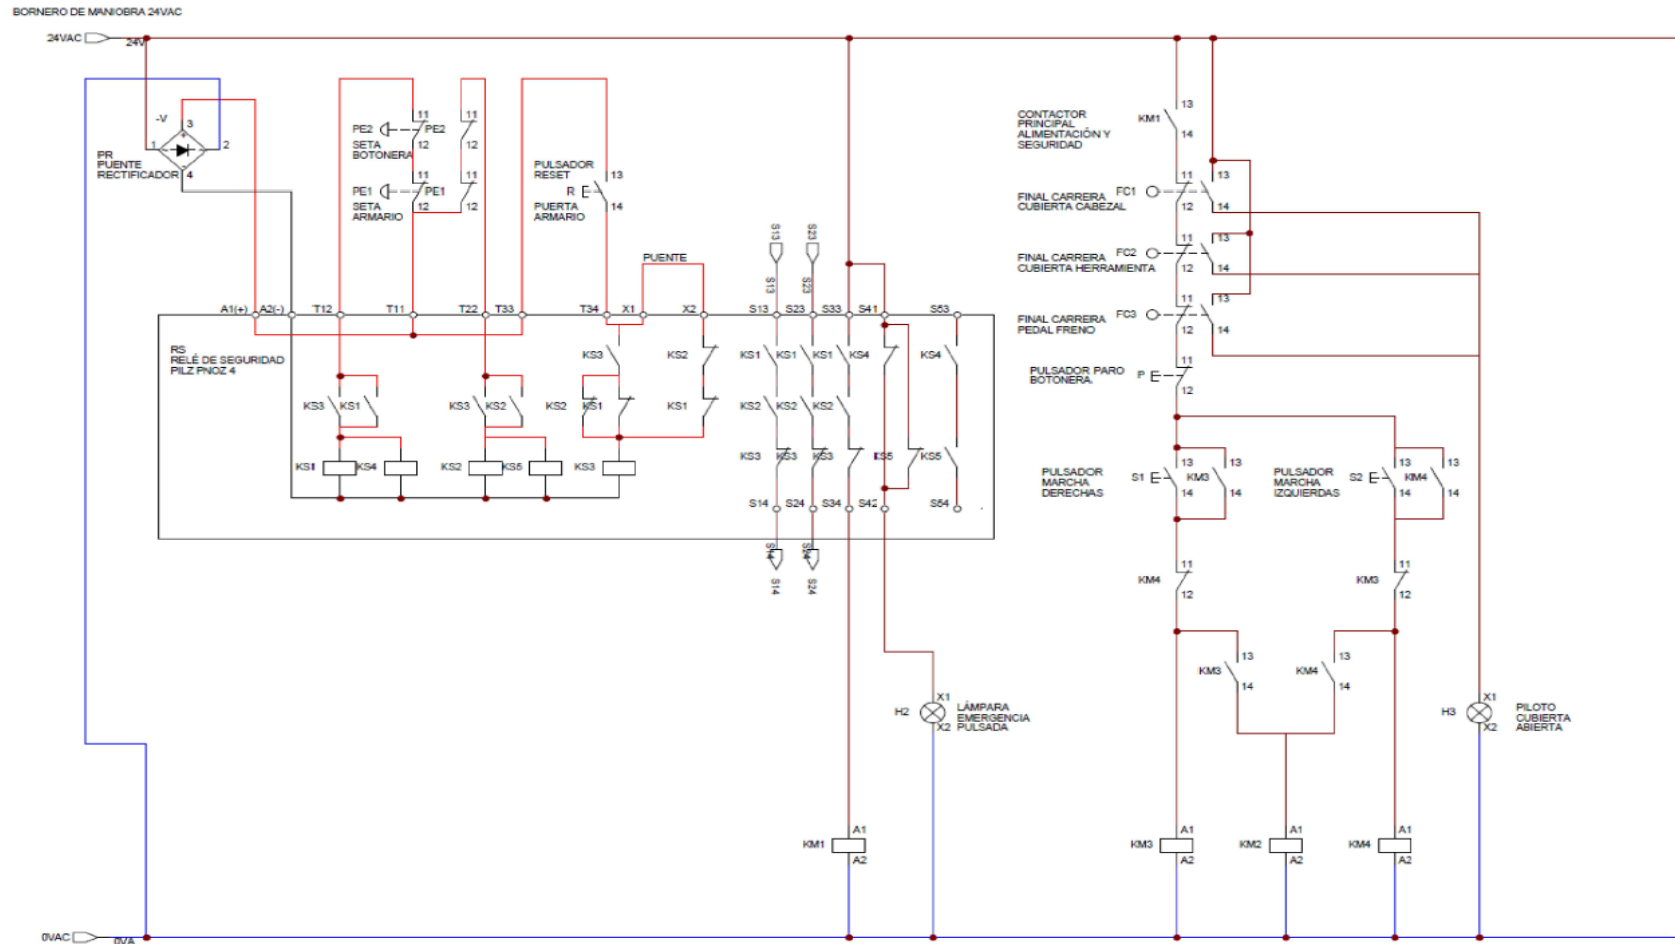 BORNERO DE MANIOBRA 24VAC
24VAC
24V
-V
3
1
2
4
PR
PUENTE
RECTIFICADOR
PE2
PE2
11
12
11
12
SETA
BOTONERA
PE1
PE1
11
12
11
12
SETA
ARMARIO
PULSADOR
RESET
R
13
14
PUERTA
ARMARIO
PUENTE
S13
S23
S13
S23
A1(+)
A2(-)
T12
T11
T22
T33
T34
X1
X2
S13
S23
S33
S41
S53
RS
RELÉ DE SEGURIDAD
PILZ PNOZ 4
KS3
KS2
KS1
KS1
KS1
KS4
KS4
KS3
KS1
KS3
KS2
KS2
KS1
KS1
KS2
KS2
KS2
KS3
KS3
KS3
KS5
KS5
KS1
KS4
KS2
KS5
KS3
S14
S24
S34
S42
S54
S14
S24
S14
S24
CONTACTOR
PRINCIPAL
ALIMENTACIÓN Y
SEGURIDAD
KM1
13
14
FINAL CARRERA
CUBIERTA CABEZAL
FC1
11
12
13
14
FINAL CARRERA
CUBIERTA HERRAMIENTA
FC2
11
12
13
14
FINAL CARRERA
PEDAL FRENO
FC3
11
12
13
14
PULSADOR PARO
BOTONERA.
P
11
12
PULSADOR
MARCHA
DERECHAS
S1
13
14
KM3
13
14
PULSADOR
MARCHA
IZQUIERDAS
S2
13
14
KM4
13
14
KM4
11
12
KM3
11
12
KM3
13
14
KM4
13
14
H2
X1
X2
LÁMPARA
EMERGENCIA
PULSADA
H3
X1
X2
PILOTO
CUBIERTA
ABIERTA
KM1
A1
A2
KM3
A1
A2
KM2
A1
A2
KM4
A1
A2
0VAC
0VA